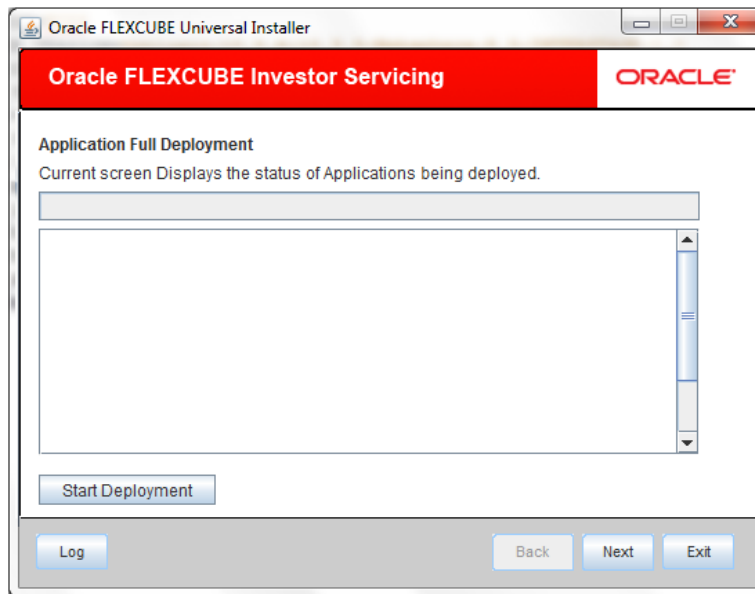 Oracle FLEXCUBE Universal Installer
Oracle FLEXCUBE Investor Servicing
ORACLE
Application Full Deployment
Current screen Displays the status of Applications being deployed.
Start Deployment
Log
Back
Next
Exit